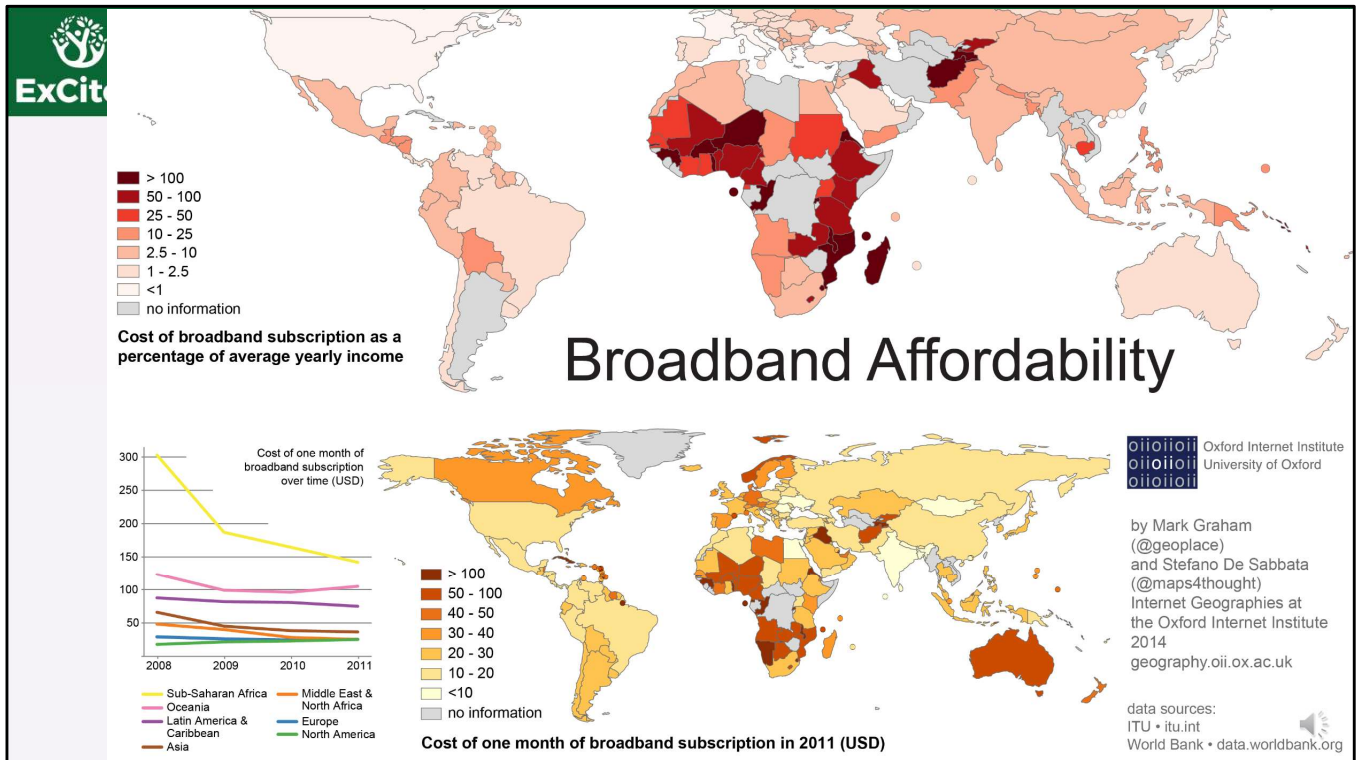 ExCit
> 100
50 - 100
25 - 50
10 - 25
2.5 - 10
1 - 2.5
<1
no information
Cost of broadband subscription as a
percentage of average yearly income
Broadband Affordability
Cost of one month of
broadband subscription
over time (USD)
300
250
200
150
100
50
2008 2009 2010 2011
Sub-Saharan Africa
Oceania
Latin America &
Caribbean
Asia
Middle East &
North Africa
Europe
North America
> 100
50 - 100
40 - 50
30 - 40
20 - 30
10 - 20
<10
no information
Cost of one month of broadband subscription in 2011 (USD)
oiioiioii
oiioiioii
oiioiioii
Oxford Internet Institute
University of Oxford
by Mark Graham
(@geoplace)
and Stefano De Sabbata
(@maps4thought)
Internet Geographies at
the Oxford Internet Institute
2014
geography.oii.ox.ac.uk
data sources:
ITU • itu.int
World Bank • data.worldbank.org